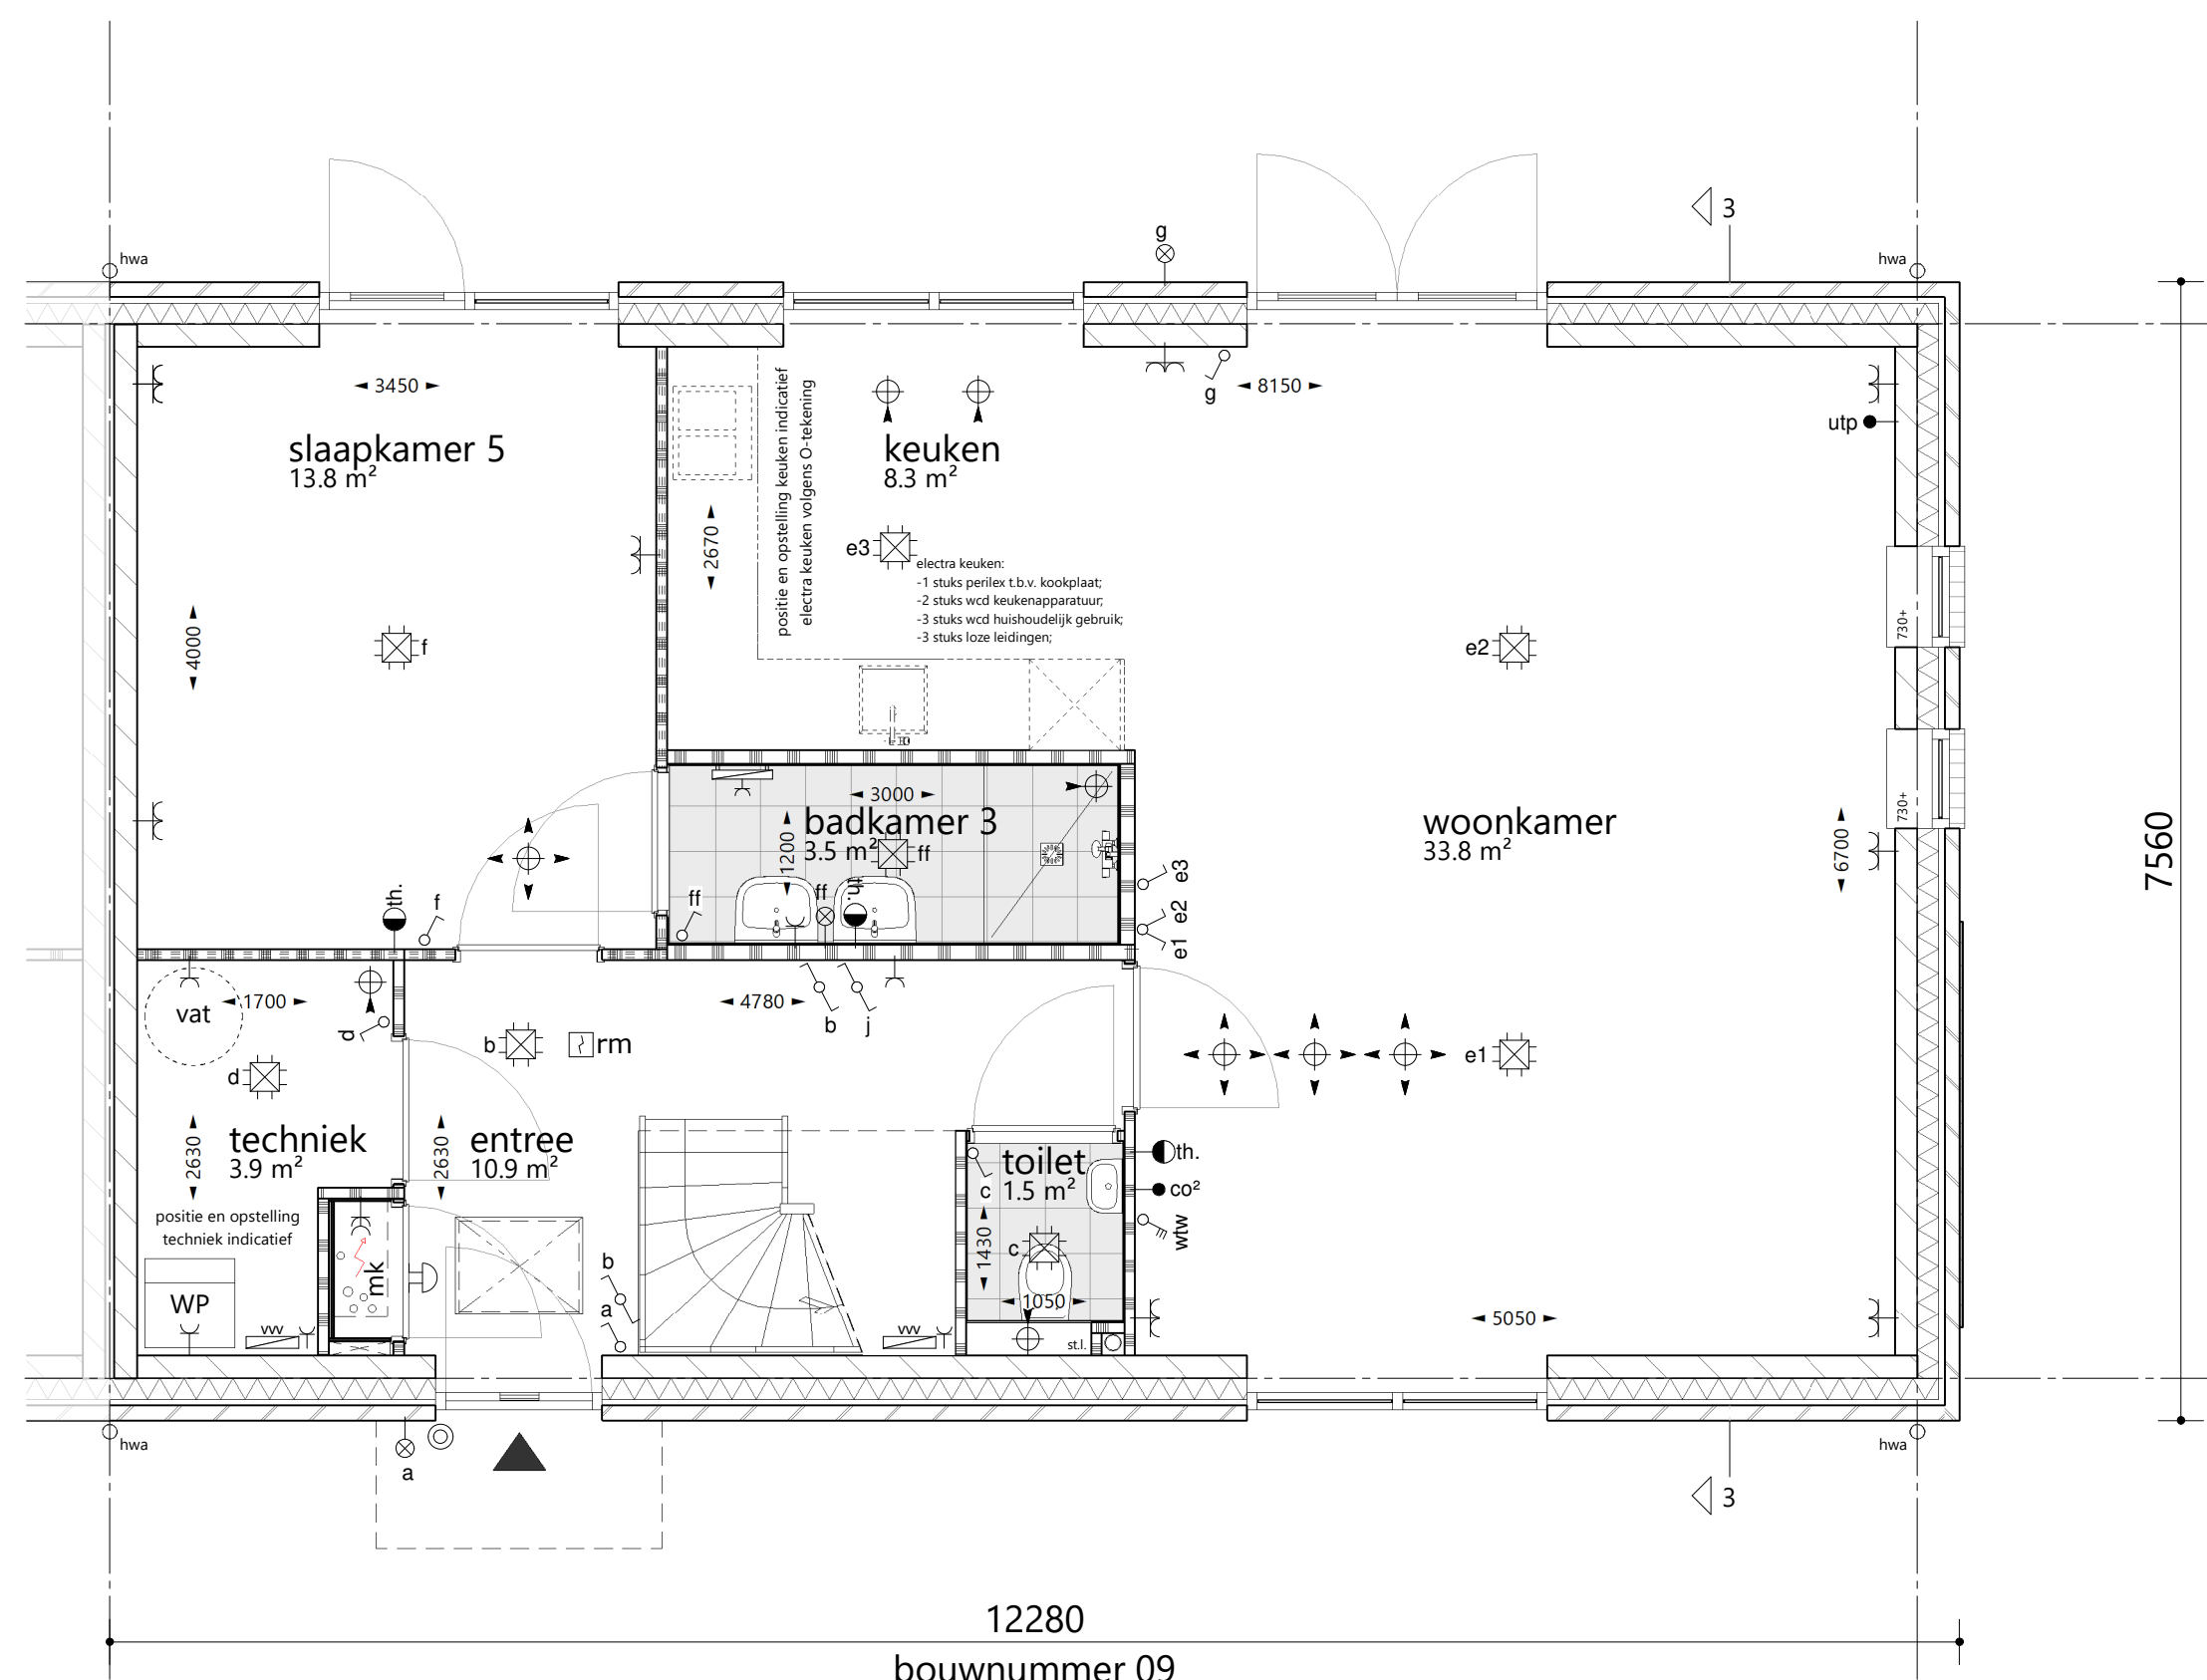 3
g
hwa
hwa
3450
8150
g
utp
slaapkamer 5
13.8 m²
keuken
8.3 m²
positie en opstelling keuken indicatief
electra keuken volgens O-tekening
2670
e3
electra keuken:
-1 stuks perilex t.b.v. kookplaat;
-2 stuks wcd keukenapparatuur;
-3 stuks wcd huishoudelijk gebruik;
-3 stuks loze leidingen;
4000
f
e2
730+
730+
3000
badkamer 3
3.5 m²
1200
ff
ff
ff
th.
woonkamer
33.8 m²
6700
7560
e3
e2
e1
th.
f
vat
1700
4780
d
b
j
b
rm
d
e1
techniek
3.9 m²
2630
entree
10.9 m²
2630
toilet
1.5 m²
c
1430
c
1050
th.
co²
wtw
positie en opstelling
techniek indicatief
mk
WP
vvv
b
a
vvv
st.l.
5050
hwa
a
hwa
3
12280
bouwnummer 09